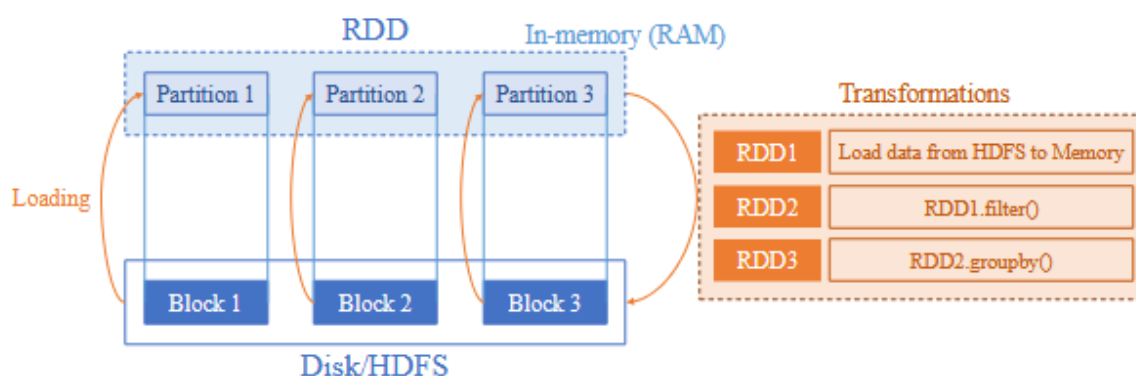 RDD
In-memory (RAM)
Partition 1
Partition 2
Partition 3
Loading
Block 1
Block 2
Block 3
Disk/HDFS
Transformations
RDD1
Load data from HDFS to Memory
RDD2
RDD1.filter()
RDD3
RDD2.groupby()